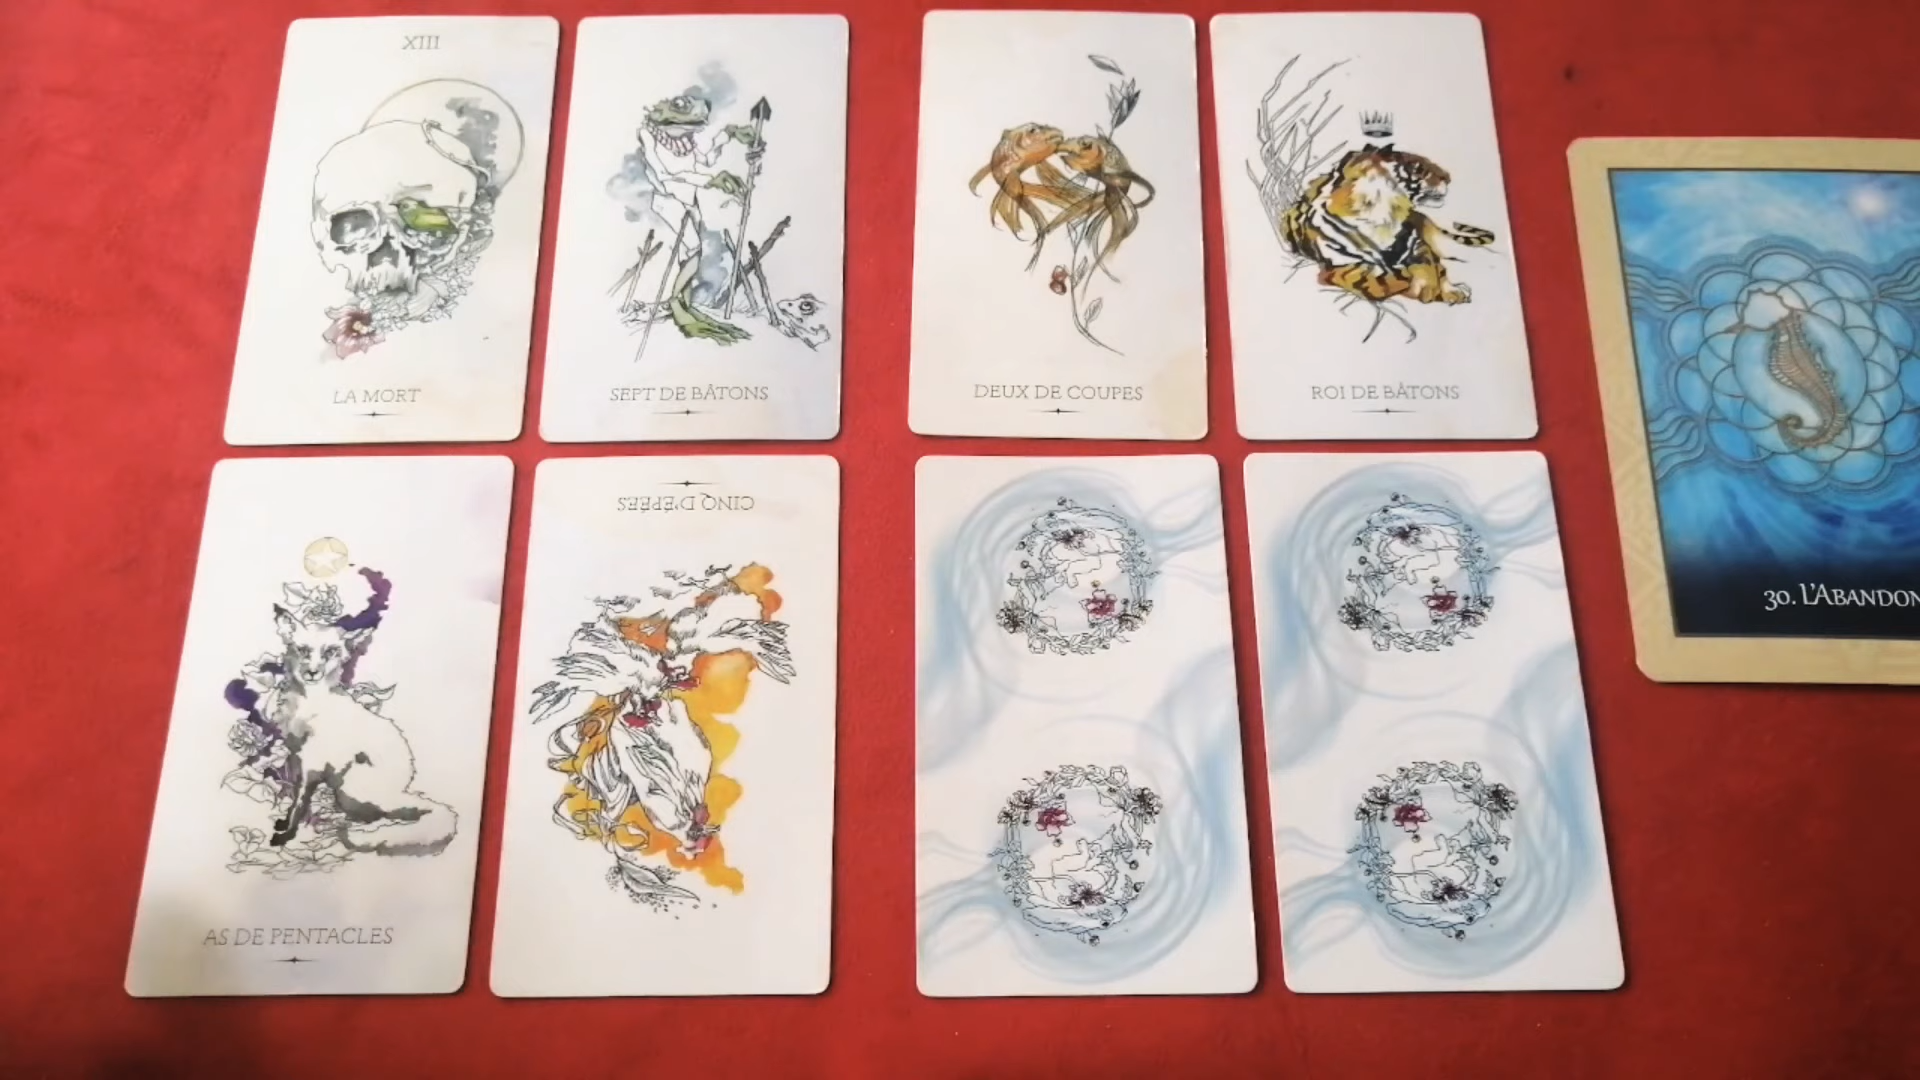 XIII
LA MORT
SEPT DE BÂTONS
DEUX DE COUPES
ROI DE BÂTONS
30. L'ABANDON
AS DE PENTACLES
CINQ D'ÉPÉES